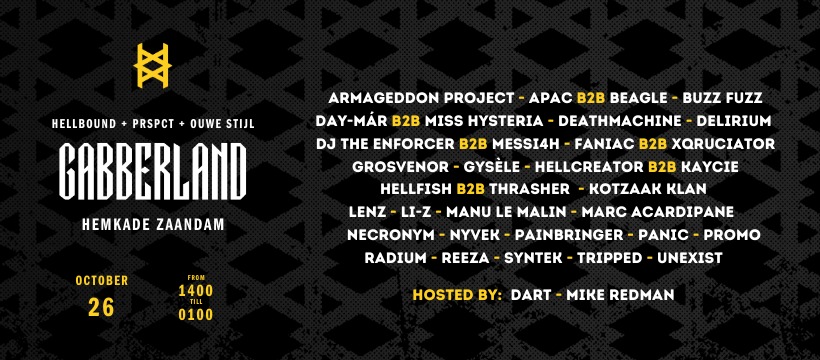 HELLBOUND + PRSPCT + OUWE STIJL
GABBERLAND
HEMKADE ZAANDAM
OCTOBER
26
FROM
1400
TILL
0100
ARMAGEDDON PROJECT - APAC B2B BEAGLE - BUZZ FUZZ
DAY-MÁR B2B MISS HYSTERIA - DEATHMACHINE - DELIRIUM
DJ THE ENFORCER B2B MESSI4H - FANIAC B2B XQRUCIATOR
GROSVENOR - GYSÈLE - HELLCREATOR B2B KAYCIE
HELLFISH B2B THRASHER - KOTZAAK KLAN
LENZ - LI-Z - MANU LE MALIN - MARC ACARDIPANE
NECRONYM - NYVEK - PAINBRINGER - PANIC - PROMO
RADIUM - REEZA - SYNTEK - TRIPPED - UNEXIST
HOSTED BY: DART - MIKE REDMAN